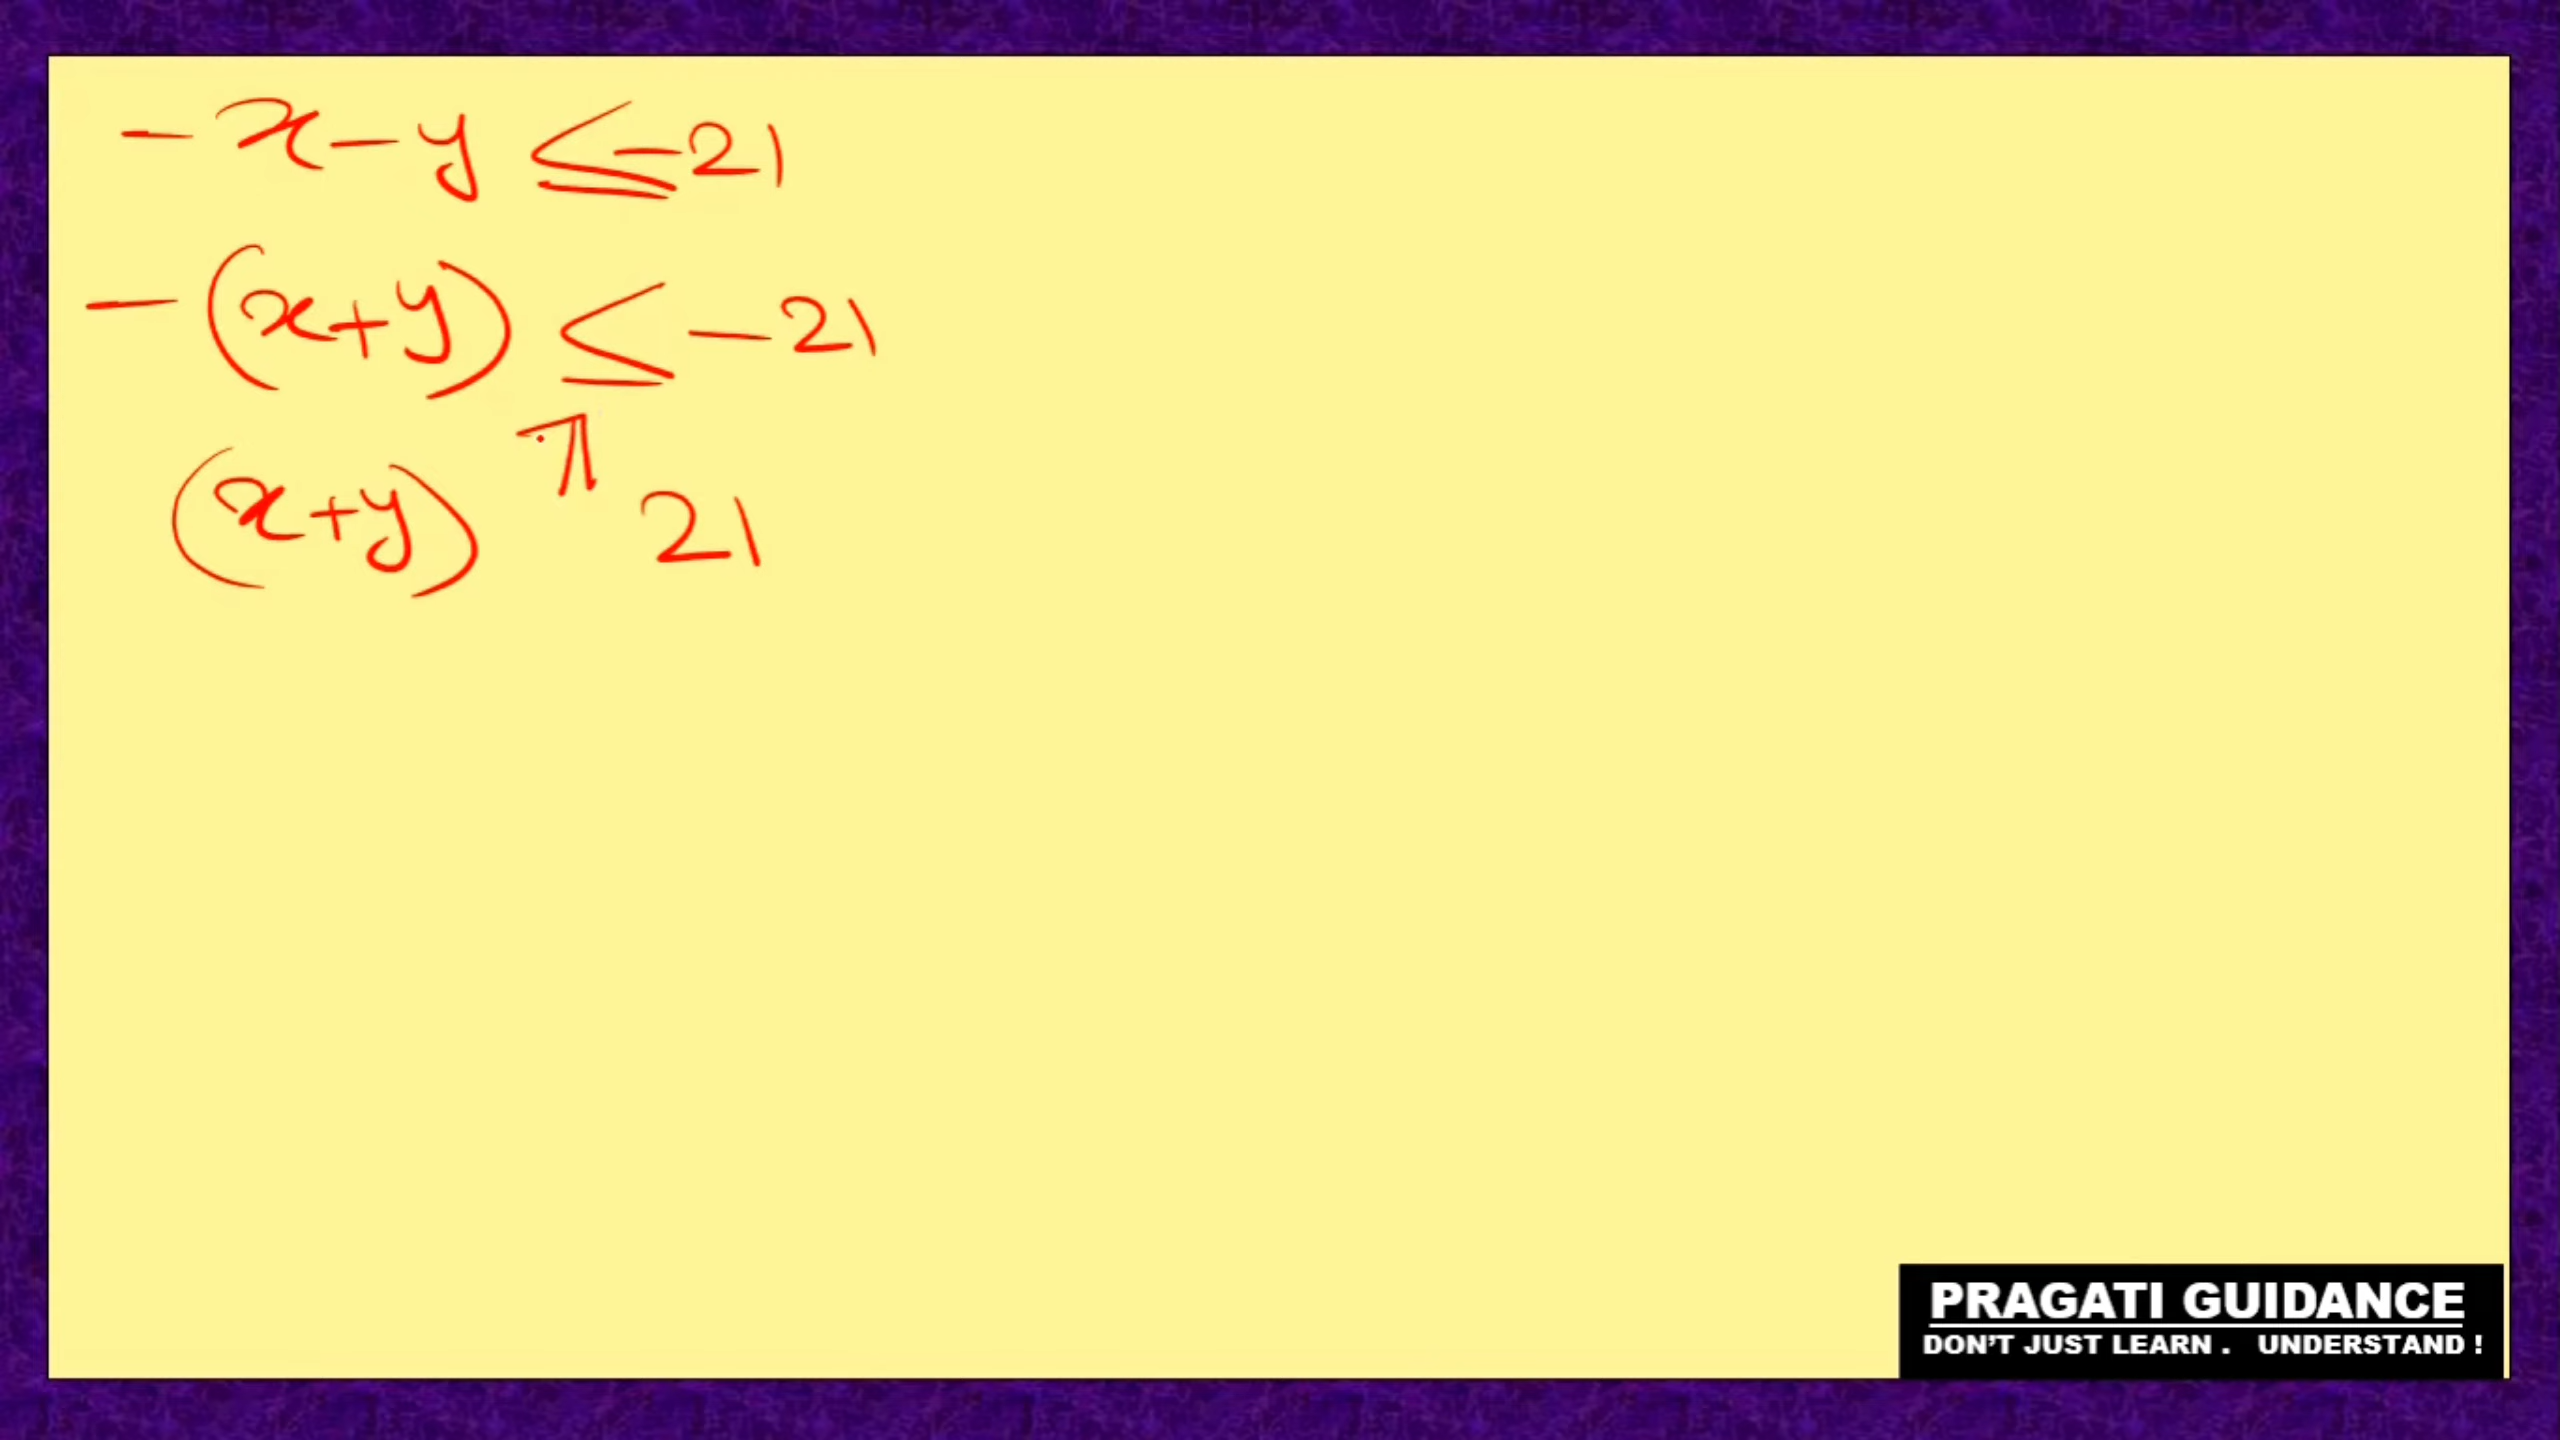 -x-y ≤ -21
-(x+y) ≤ -21
(x+y) 21
PRAGATI GUIDANCE
DON'T JUST LEARN . UNDERSTAND !